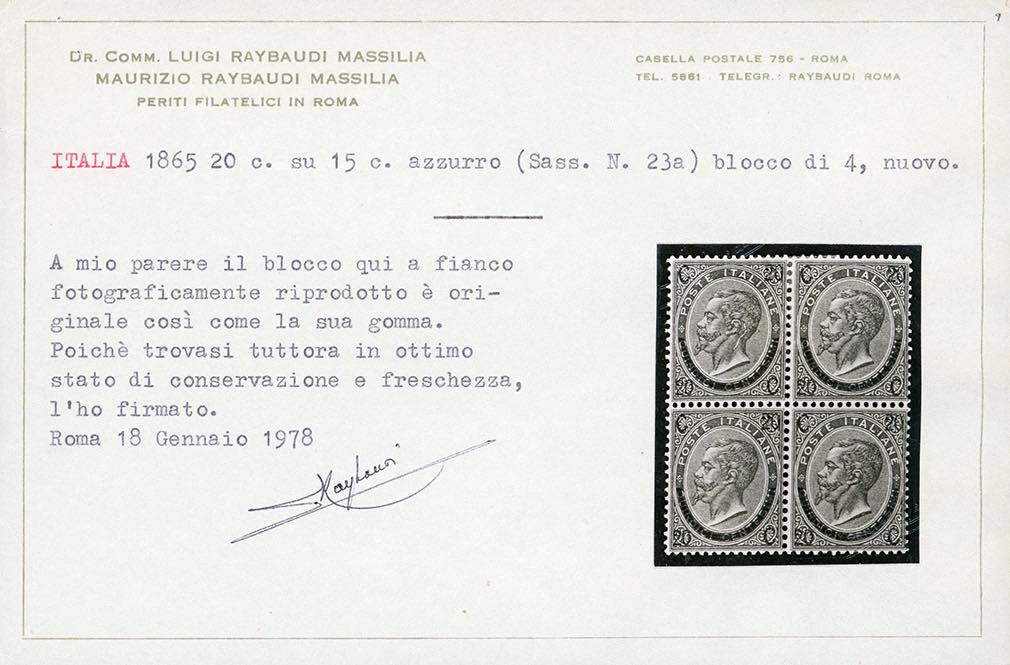 DR. COMM. LUIGI RAYBAUDI MASSILIA
MAURIZIO RAYBAUDI MASSILIA
PERITI FILATELICI IN ROMA
CASELLA POSTALE 756 - ROMA
TEL. 5861 TELEGR.: RAYBAUDI ROMA
ITALIA 1865 20 c. su 15 c. azzurro (Sass. N. 23a) blocco di 4, nuovo.
A mio parere il blocco qui a fianco
fotograficamente riprodotto è ori-
ginale così come la sua gomma.
Poichè trovasi tuttora in ottimo
stato di conservazione e freschezza,
l'ho firmato.
Roma 18 Gennaio 1978
Raybaudi
POSTE ITALIANE POSTE ITALIANE
POSTE ITALIANE POSTE ITALIANE